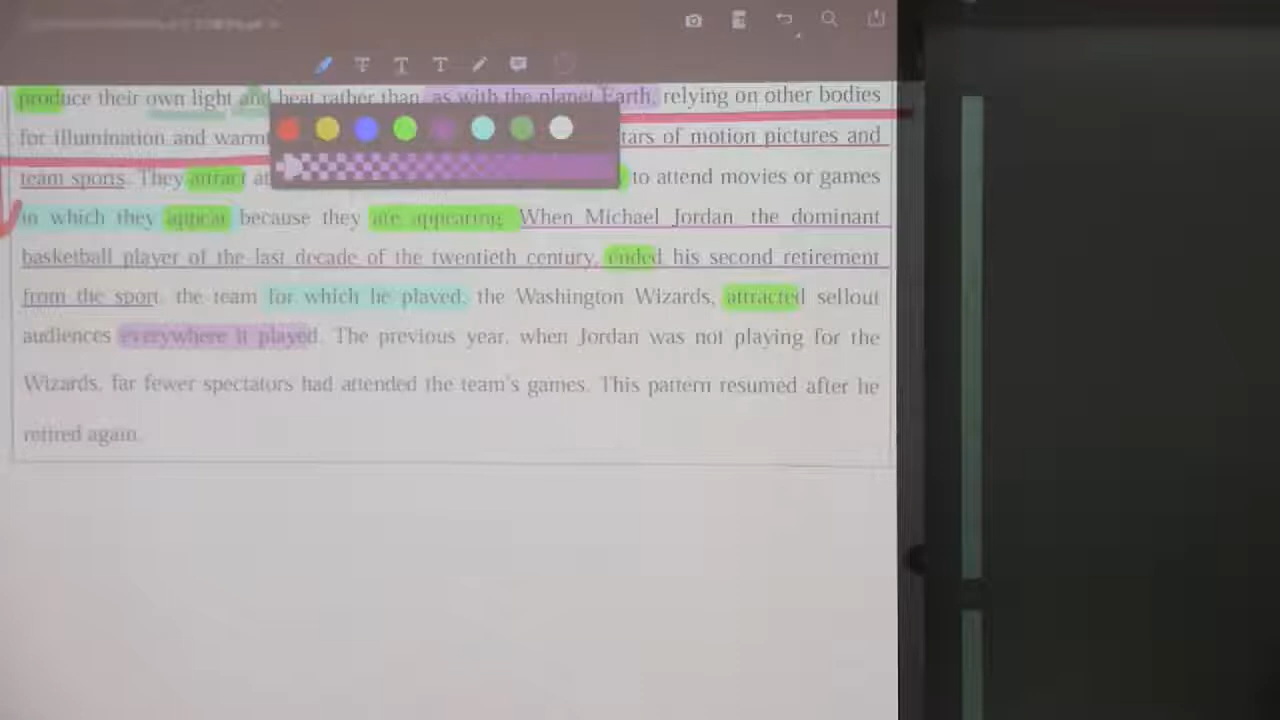 produce their own light and heat rather than as with the planet Earth, relying on other bodies
for illumination and warm tars of motion pictures and
team sports. They attract at to attend movies or games
in which they appear because they are appearing. When Michael Jordan, the dominant
basketball player of the last decade of the twentieth century, ended his second retirement
from the sport, the team for which he played, the Washington Wizards, attracted sellout
audiences everywhere it played. The previous year, when Jordan was not playing for the
Wizards, far fewer spectators had attended the team's games. This pattern resumed after he
retired again.